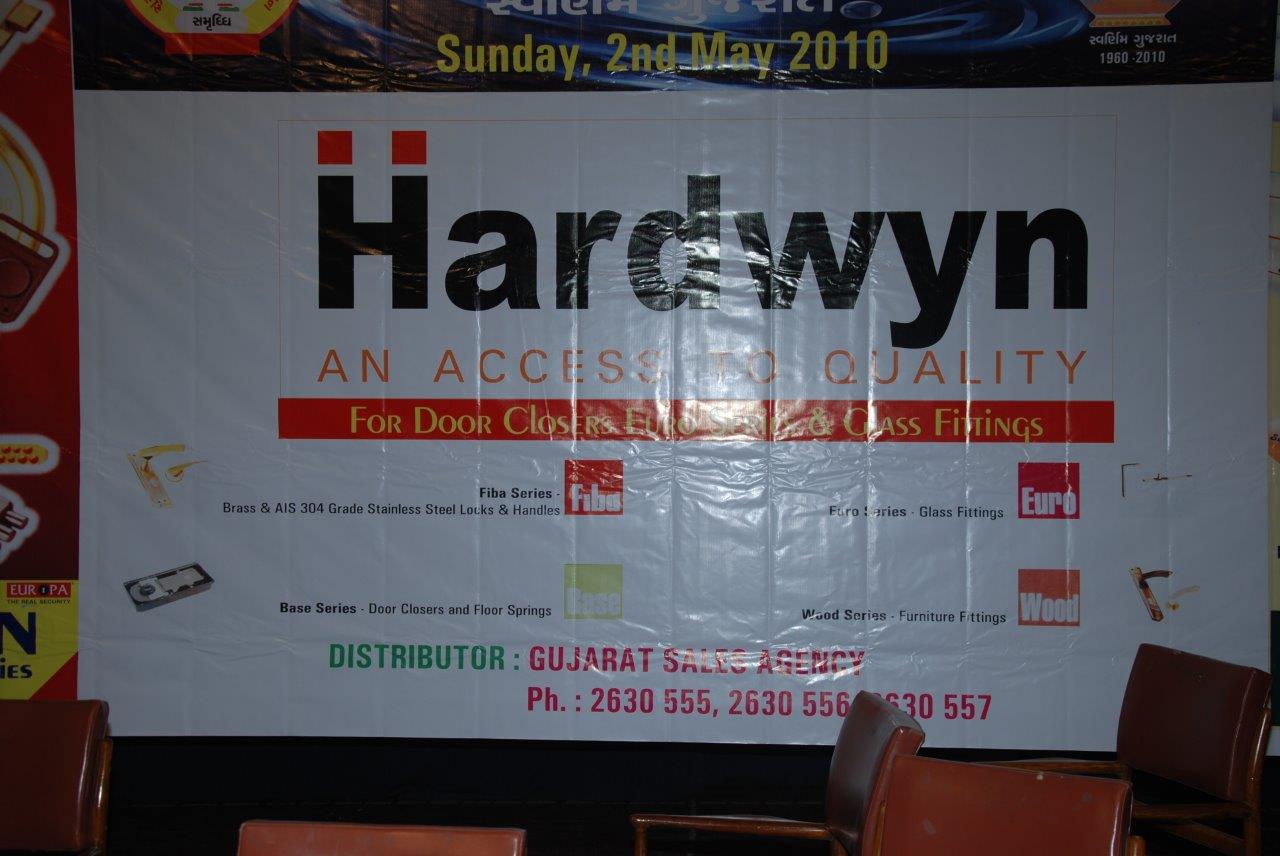 સ્વર્ણિમ ગુજરાત
સમૃધ્ધિ
Sunday, 2nd May 2010
સ્વર્ણિમ ગુજરાત
1960-2010
Hardwyn
AN ACCESS TO QUALITY
FOR DOOR CLOSERS EURO SERIES & GLASS FITTINGS
Fiba Series -
Brass & AIS 304 Grade Stainless Steel Locks & Handles
Fiba
Euro Series - Glass Fittings
Euro
Base Series - Door Closers and Floor Springs
Base
Wood Series - Furniture Fittings
Wood
DISTRIBUTOR : GUJARAT SALES AGENCY
Ph. : 2630 555, 2630 556, 2630 557
EUROPA
THE REAL SECURITY
N
ies